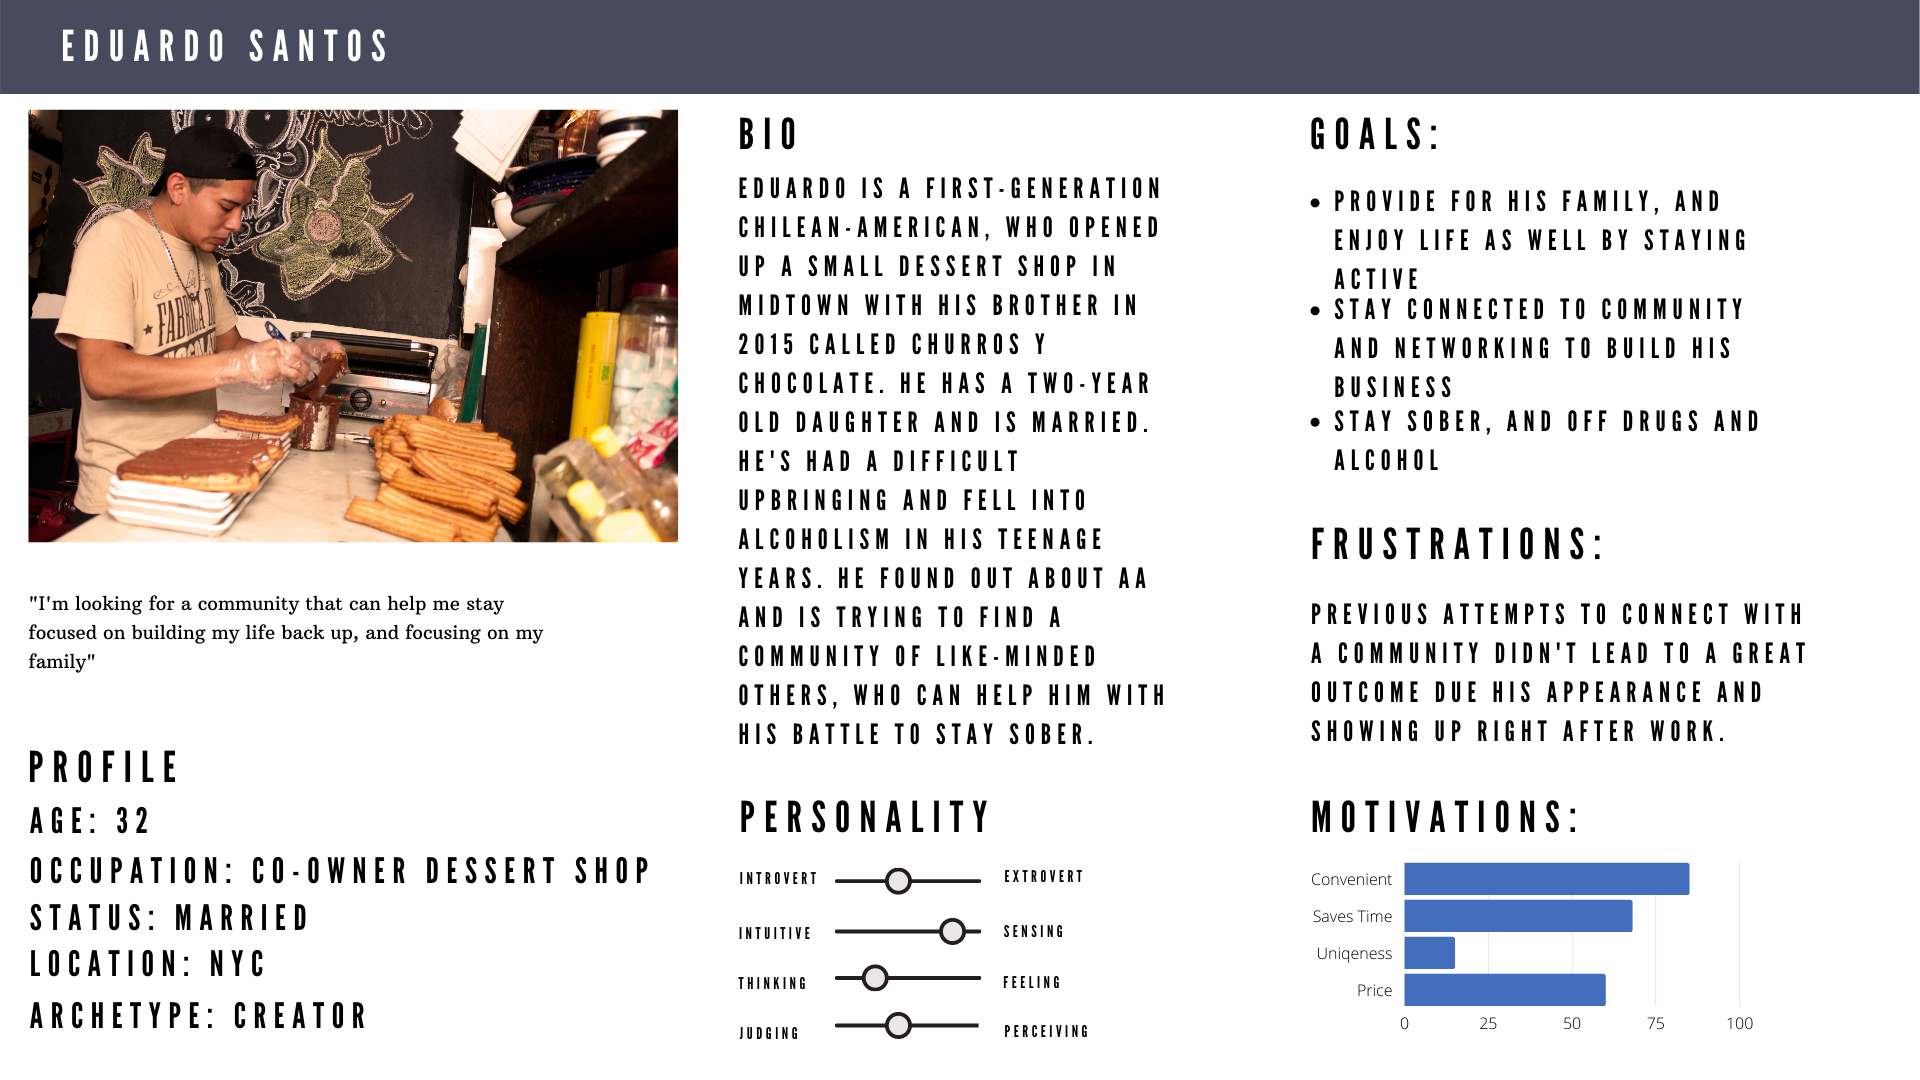 EDUARDO SANTOS
FABRICA D
"I'm looking for a community that can help me stay
focused on building my life back up, and focusing on my
family"
PROFILE
AGE: 32
OCCUPATION: CO-OWNER DESSERT SHOP
STATUS: MARRIED
LOCATION: NYC
ARCHETYPE: CREATOR
BIO
EDUARDO IS A FIRST-GENERATION
CHILEAN-AMERICAN, WHO OPENED
UP A SMALL DESSERT SHOP IN
MIDTOWN WITH HIS BROTHER IN
2015 CALLED CHURROS Y
CHOCOLATE. HE HAS A TWO-YEAR
OLD DAUGHTER AND IS MARRIED.
HE'S HAD A DIFFICULT
UPBRINGING AND FELL INTO
ALCOHOLISM IN HIS TEENAGE
YEARS. HE FOUND OUT ABOUT AA
AND IS TRYING TO FIND A
COMMUNITY OF LIKE-MINDED
OTHERS, WHO CAN HELP HIM WITH
HIS BATTLE TO STAY SOBER.
PERSONALITY
INTROVERT EXTROVERT
INTUITIVE SENSING
THINKING FEELING
JUDGING PERCEIVING
GOALS:
• PROVIDE FOR HIS FAMILY, AND
ENJOY LIFE AS WELL BY STAYING
ACTIVE
• STAY CONNECTED TO COMMUNITY
AND NETWORKING TO BUILD HIS
BUSINESS
• STAY SOBER, AND OFF DRUGS AND
ALCOHOL
FRUSTRATIONS:
PREVIOUS ATTEMPTS TO CONNECT WITH
A COMMUNITY DIDN'T LEAD TO A GREAT
OUTCOME DUE HIS APPEARANCE AND
SHOWING UP RIGHT AFTER WORK.
MOTIVATIONS:
Convenient
Saves Time
Uniqeness
Price
0 25 50 75 100